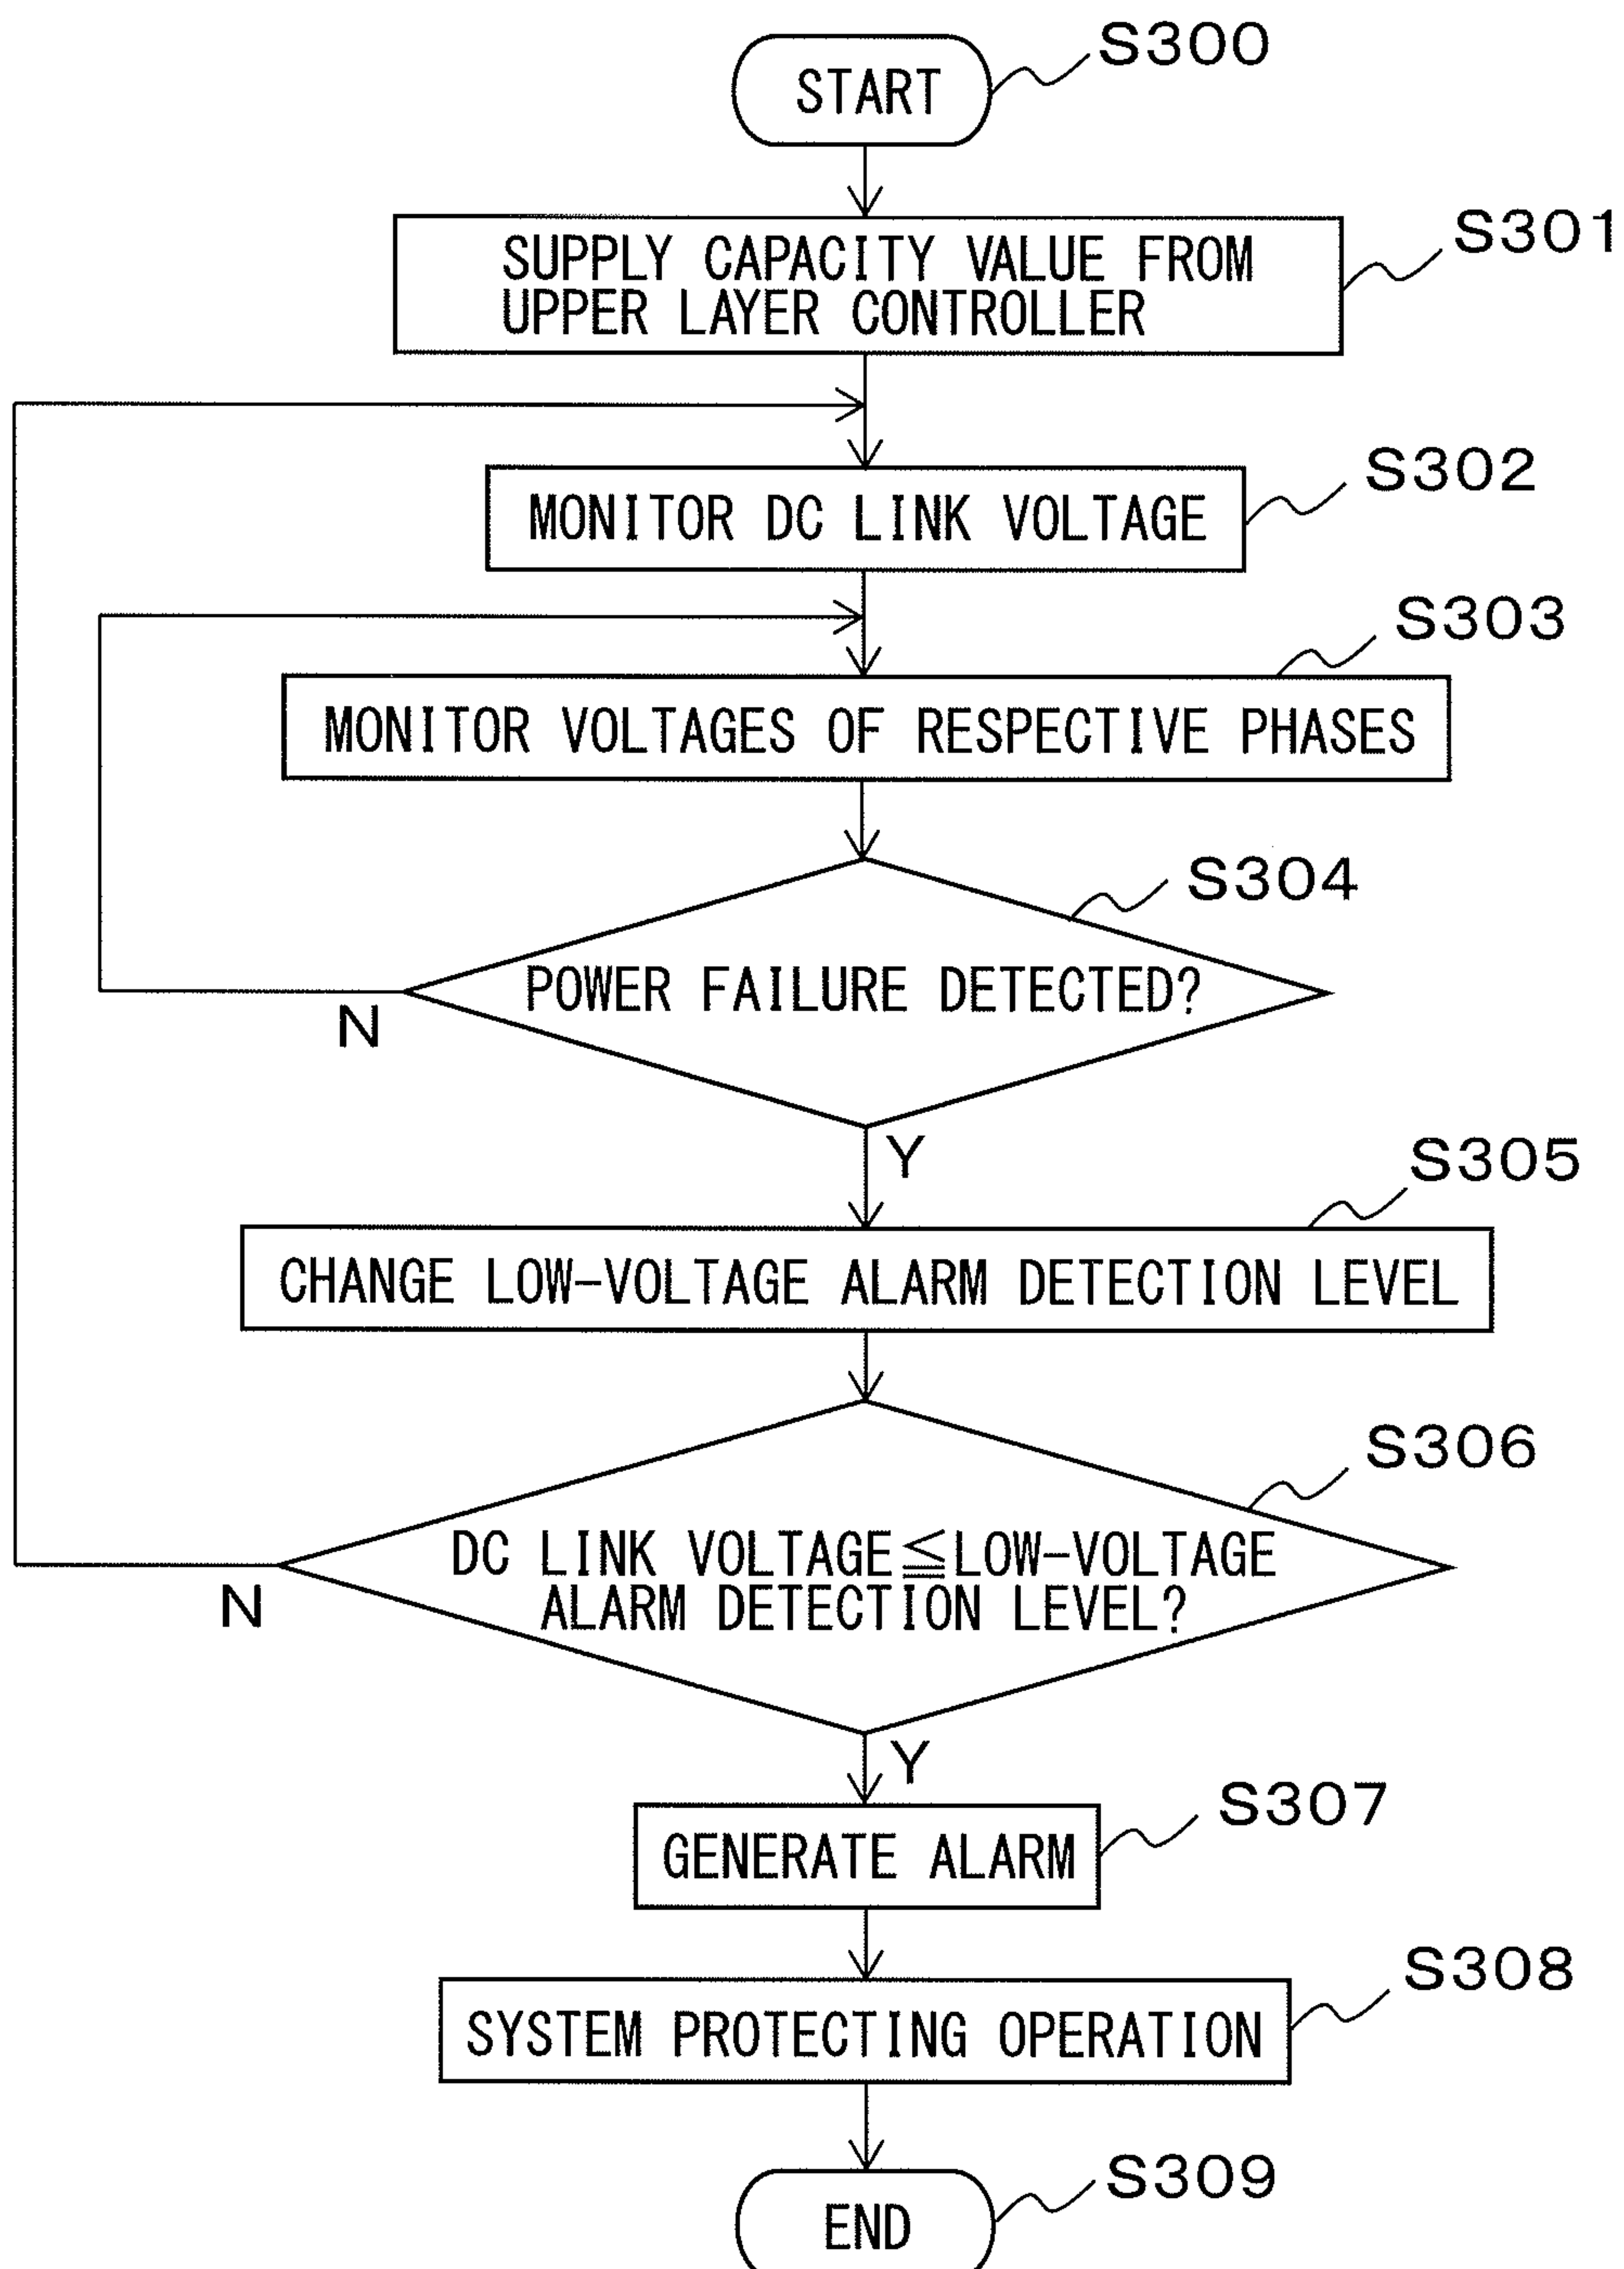 START
S300
SUPPLY CAPACITY VALUE FROM
UPPER LAYER CONTROLLER
S301
MONITOR DC LINK VOLTAGE
S302
MONITOR VOLTAGES OF RESPECTIVE PHASES
S303
POWER FAILURE DETECTED?
S304
N
Y
CHANGE LOW-VOLTAGE ALARM DETECTION LEVEL
S305
DC LINK VOLTAGE≦LOW-VOLTAGE
ALARM DETECTION LEVEL?
S306
N
Y
GENERATE ALARM
S307
SYSTEM PROTECTING OPERATION
S308
END
S309